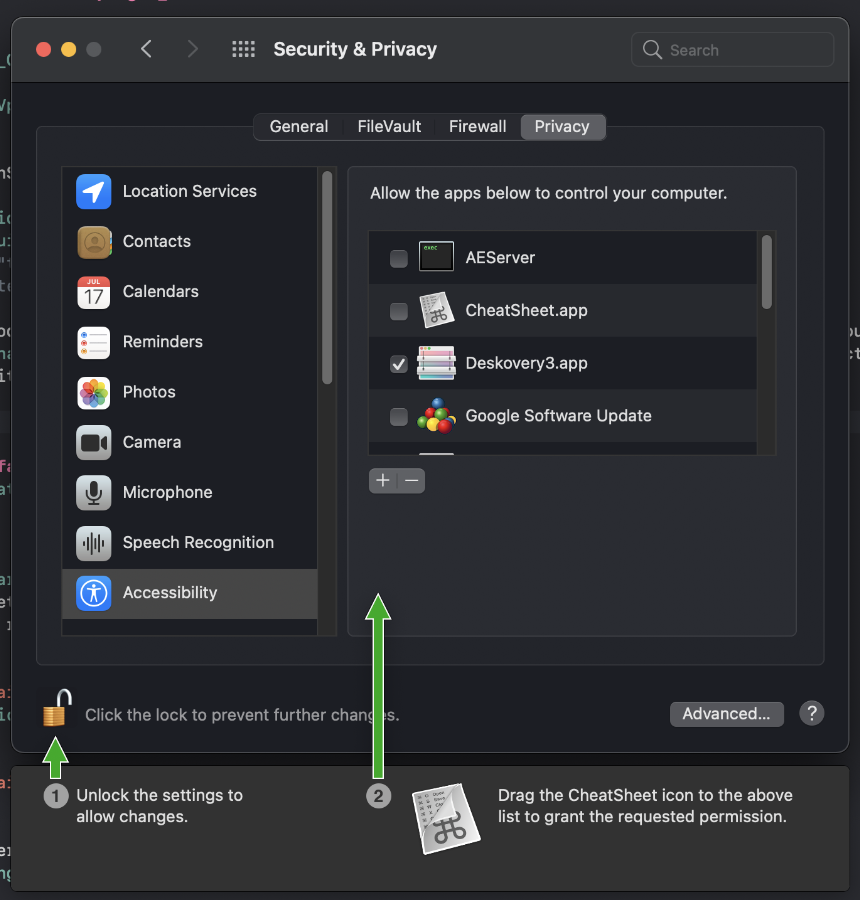 Security & Privacy
Search
General
FileVault
Firewall
Privacy
Location Services
Contacts
JUL
17
Calendars
Reminders
Photos
Camera
Microphone
Speech Recognition
Accessibility
Allow the apps below to control your computer.
exec
AEServer
CheatSheet.app
Deskovery3.app
Google Software Update
+ −
Click the lock to prevent further changes.
Advanced...
?
1
Unlock the settings to
allow changes.
2
Drag the CheatSheet icon to the above
list to grant the requested permission.